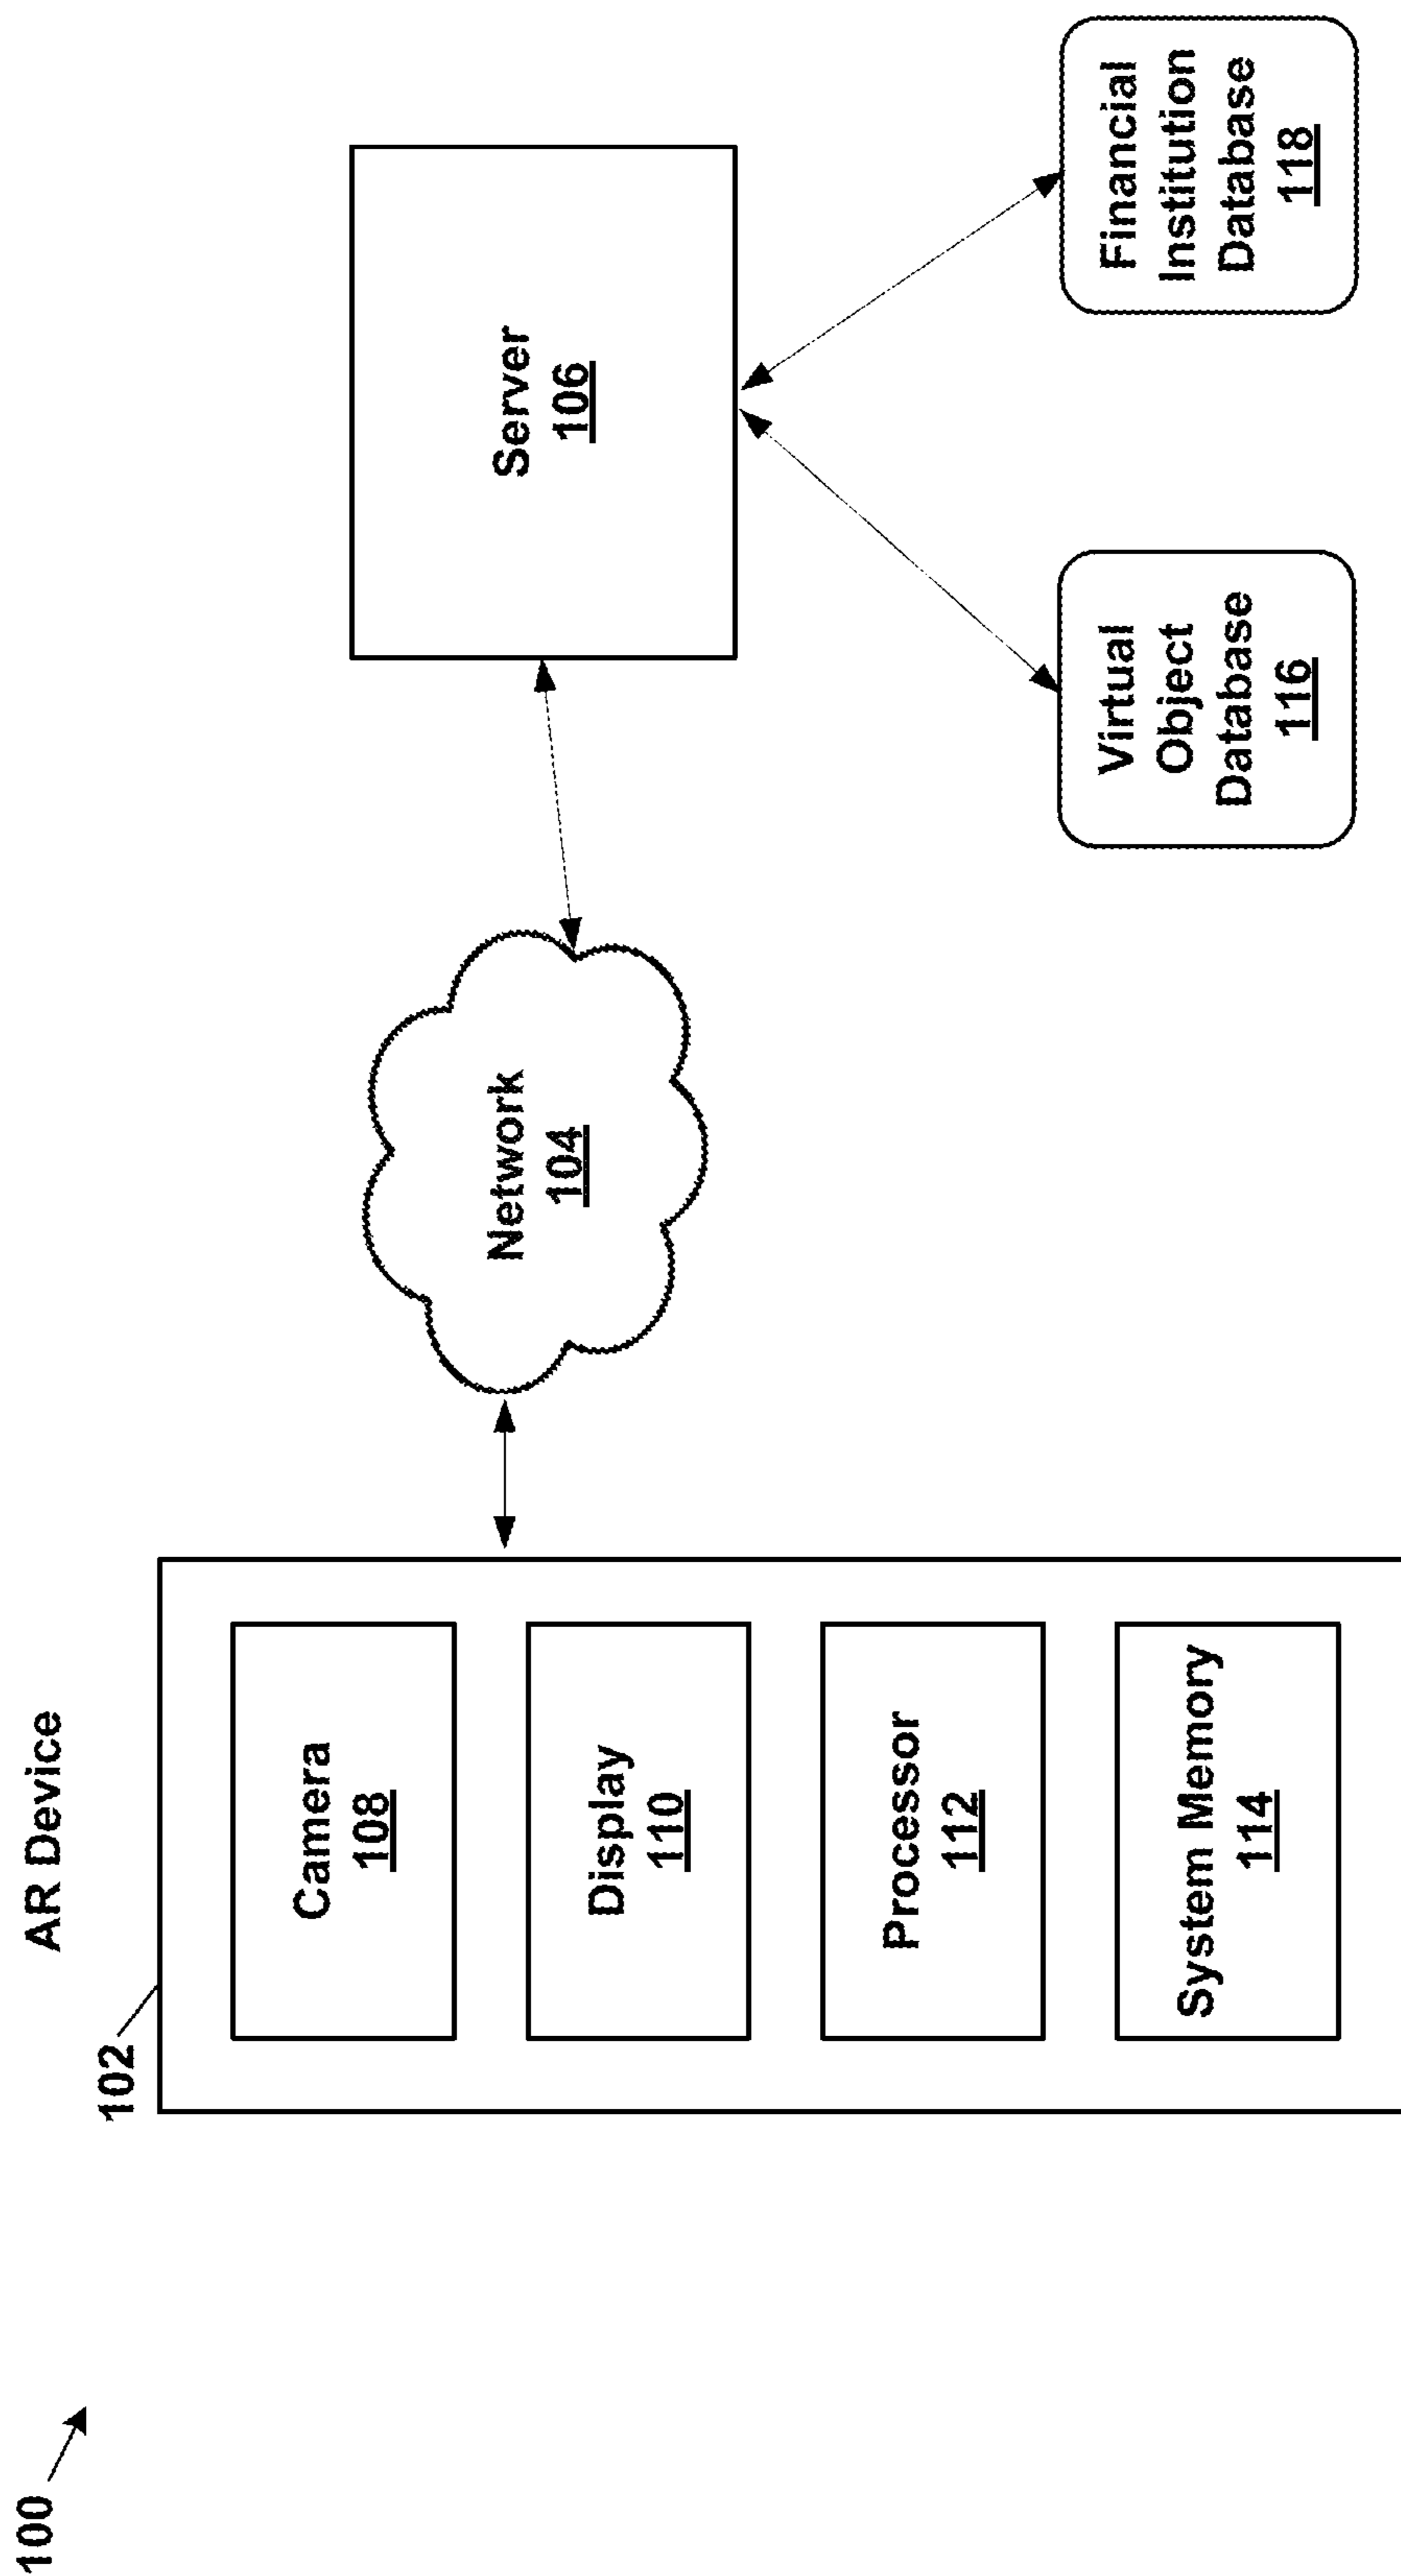 100
AR Device
102
Camera
108
Display
110
Processor
112
System Memory
114
Network
104
Server
106
Virtual
Object
Database
116
Financial
Institution
Database
118